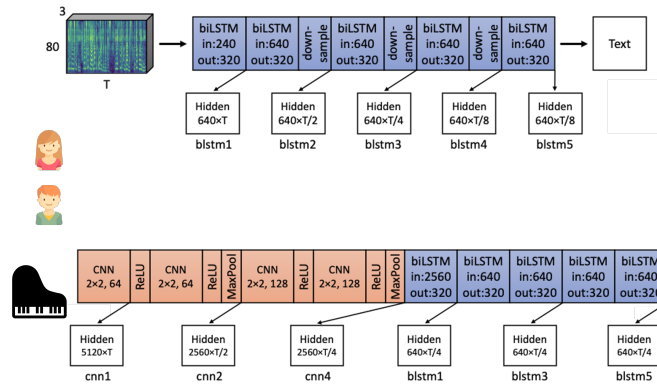 3
80
T
biLSTM
in:240
out:320
biLSTM
in:640
out:320
down-
sample
biLSTM
in:640
out:320
down-
sample
biLSTM
in:640
out:320
down-
sample
biLSTM
in:640
out:320
Text
Hidden
640×T
blstm1
Hidden
640×T/2
blstm2
Hidden
640×T/4
blstm3
Hidden
640×T/8
blstm4
Hidden
640×T/8
blstm5
CNN
2×2, 64
ReLU
CNN
2×2, 64
ReLU
MaxPool
CNN
2×2, 128
ReLU
CNN
2×2, 128
ReLU
MaxPool
biLSTM
in:2560
out:320
biLSTM
in:640
out:320
biLSTM
in:640
out:320
biLSTM
in:640
out:320
biLSTM
in:640
out:320
Hidden
5120×T
cnn1
Hidden
2560×T/2
cnn2
Hidden
2560×T/4
cnn4
Hidden
640×T/4
blstm1
Hidden
640×T/4
blstm3
Hidden
640×T/4
blstm5